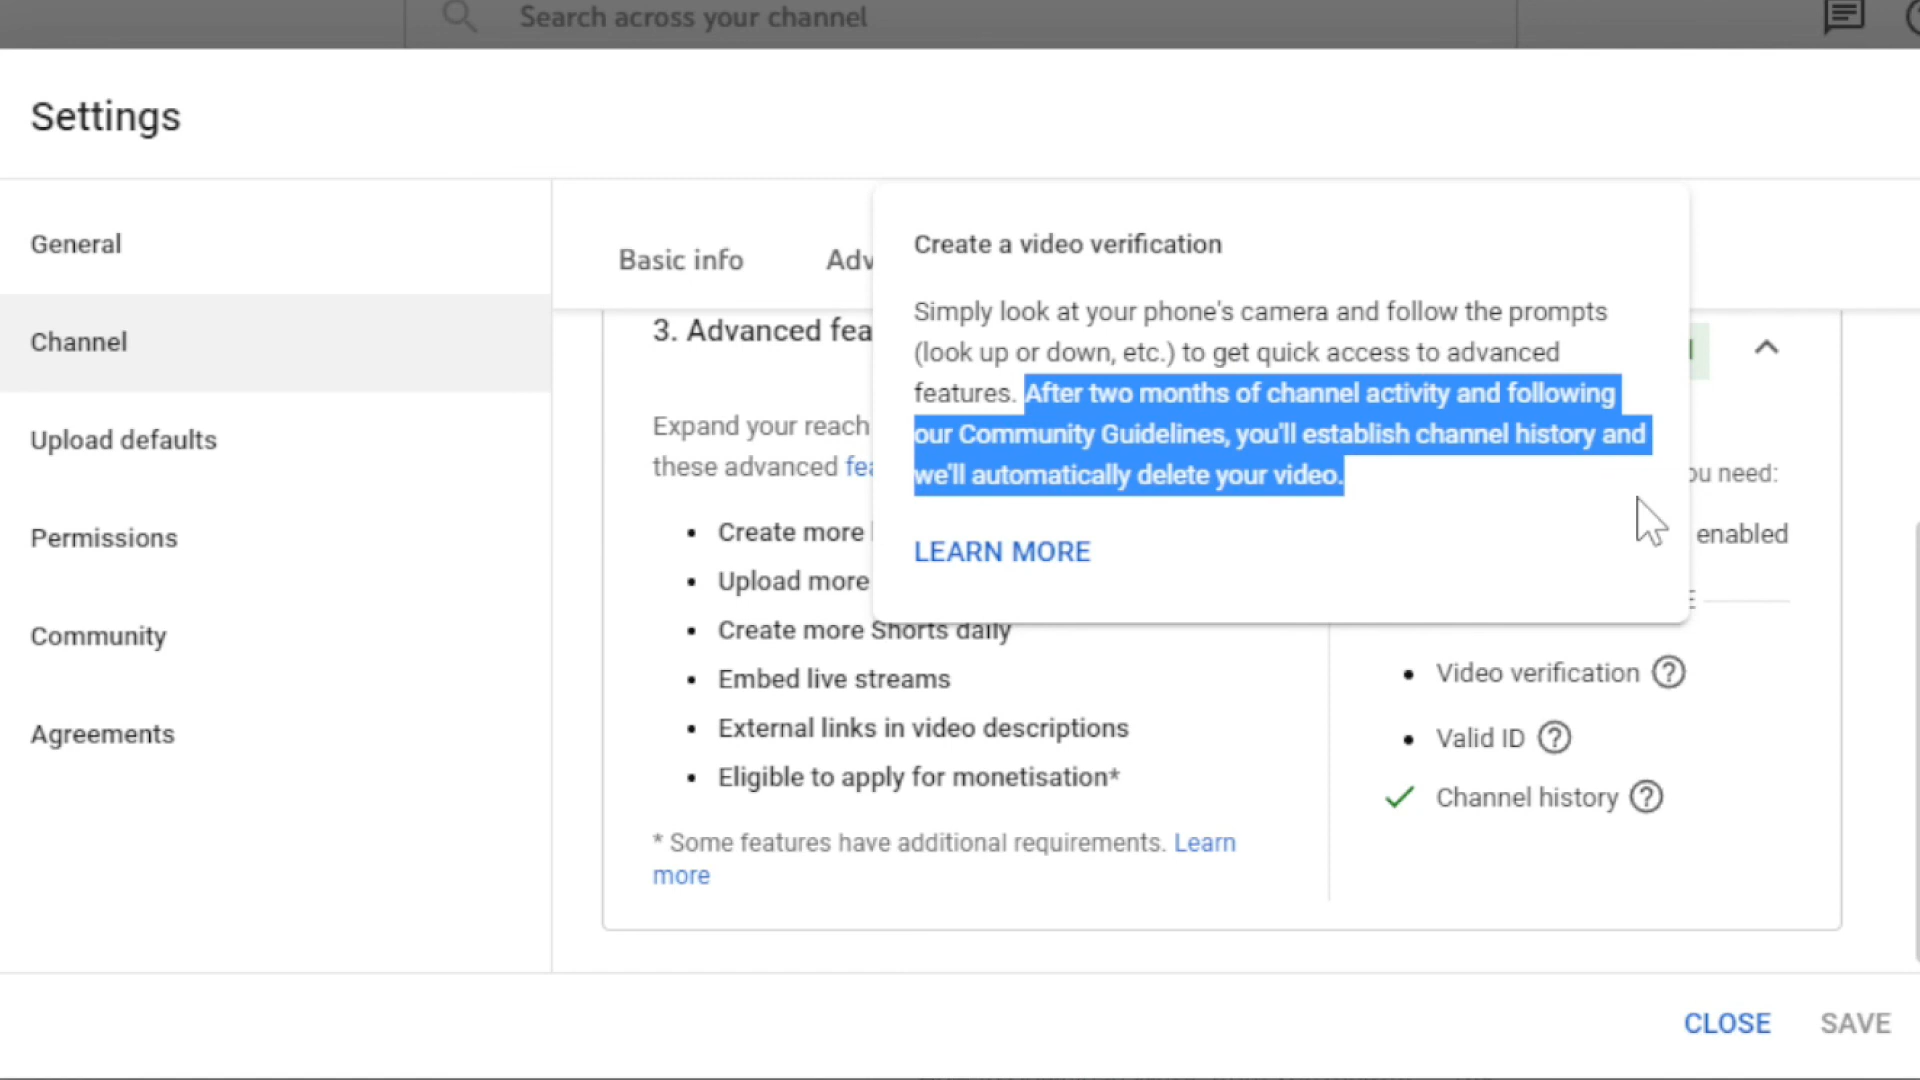 Search across your channel
Settings
General
Channel
Upload defaults
Permissions
Community
Agreements
Basic info
Adv
Create a video verification
Simply look at your phone's camera and follow the prompts
(look up or down, etc.) to get quick access to advanced
features. After two months of channel activity and following
our Community Guidelines, you'll establish channel history and
we'll automatically delete your video.
LEARN MORE
3. Advanced fea
Expand your reach
these advanced fea
Create more
Upload more
Create more Shorts daily
Embed live streams
External links in video descriptions
Eligible to apply for monetisation*
* Some features have additional requirements. Learn
more
ou need:
enabled
Video verification
Valid ID
Channel history
CLOSE
SAVE